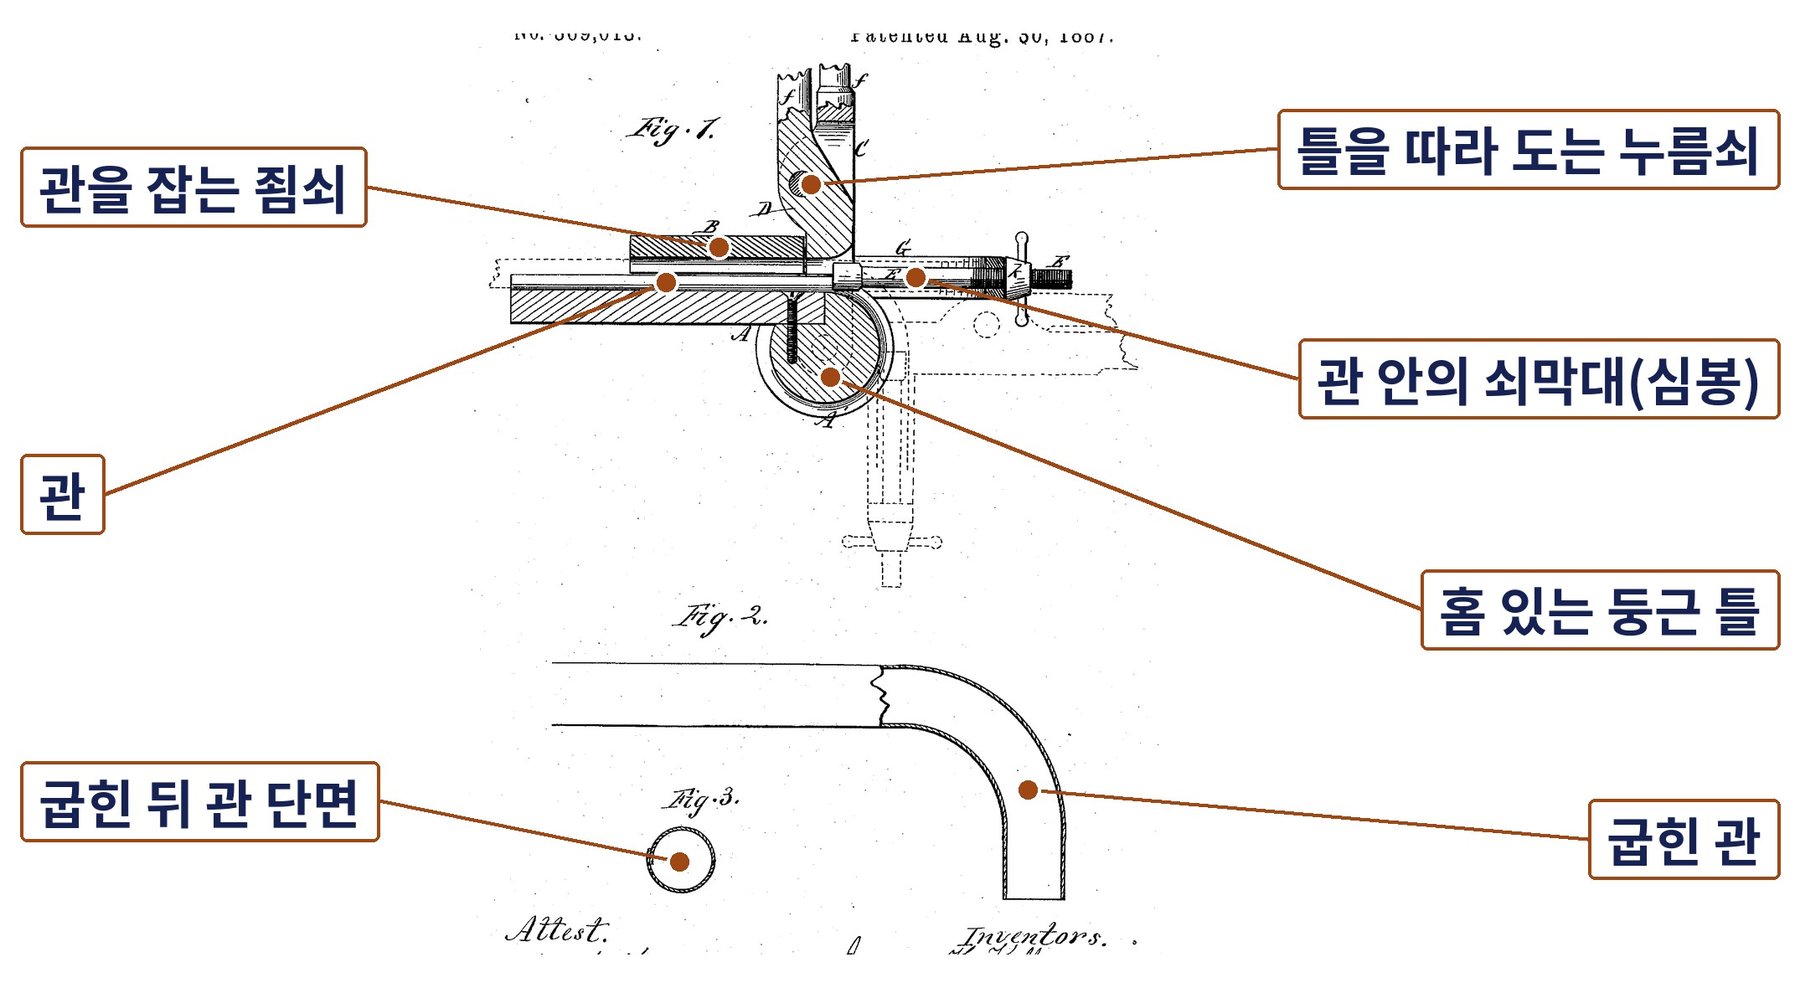 Patented Aug. 30, 1887.
f
f
Fig. 1.
C
틀을 따라 도는 누름쇠
관을 잡는 죔쇠
D
B
G
E
E
관 안의 쇠막대(심봉)
A
A'
관
홈 있는 둥근 틀
Fig. 2.
굽힌 뒤 관 단면
Fig. 3.
굽힌 관
Attest.
Inventors.